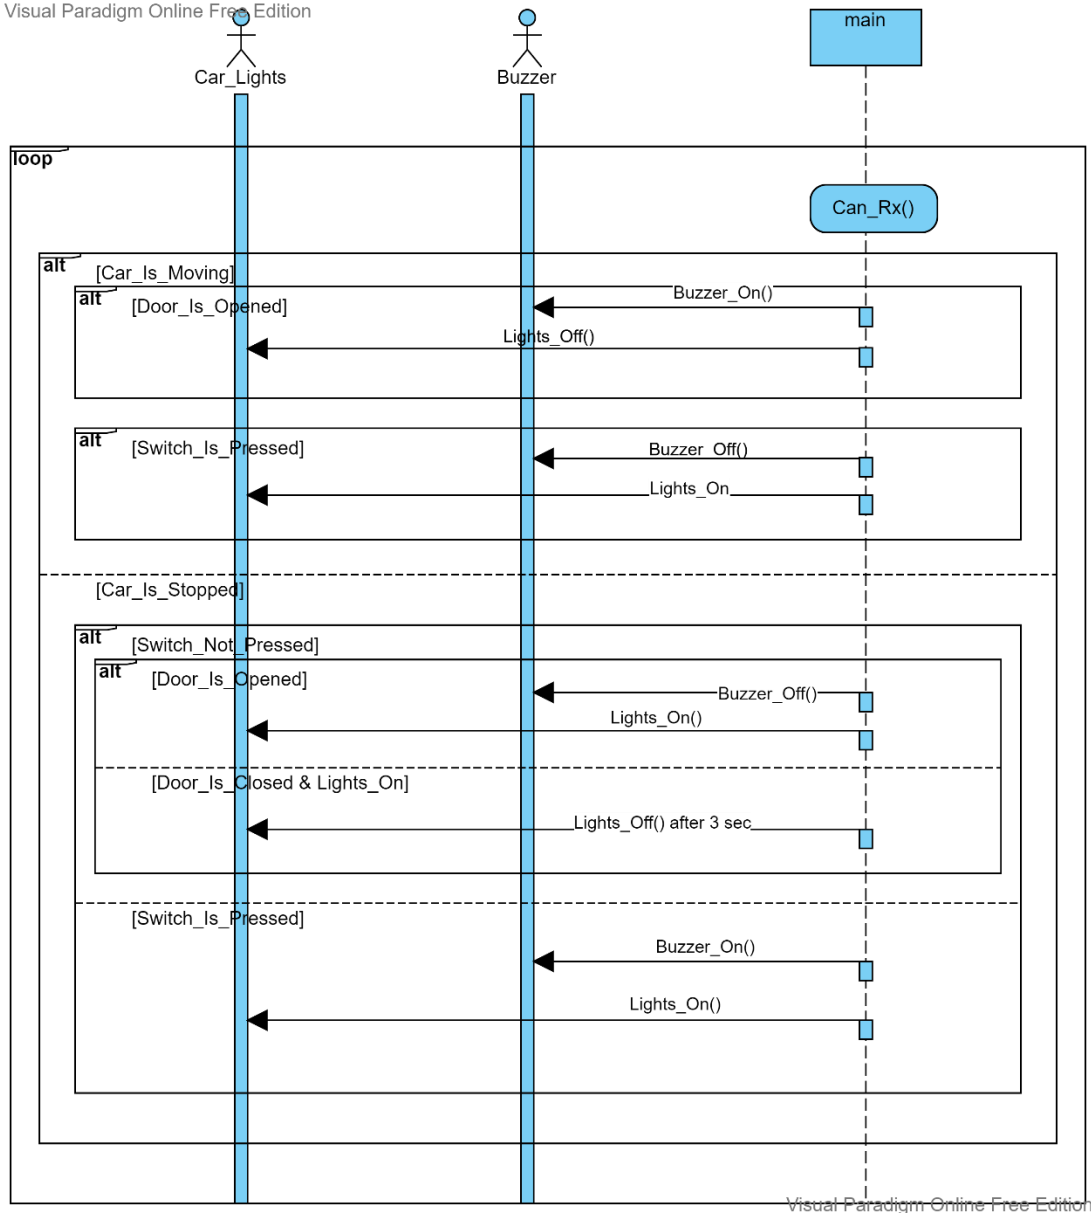 Visual Paradigm Online Free Edition
main
Car_Lights
Buzzer
loop
Can_Rx()
alt
[Car_Is_Moving]
alt
[Door_Is_Opened]
Buzzer_On()
Lights_Off()
alt
[Switch_Is_Pressed]
Buzzer_Off()
Lights_On
[Car_Is_Stopped]
alt
[Switch_Not_Pressed]
alt
[Door_Is_Opened]
Buzzer_Off()
Lights_On()
[Door_Is_Closed & Lights_On]
Lights_Off() after 3 sec
[Switch_Is_Pressed]
Buzzer_On()
Lights_On()
Visual Paradigm Online Free Edition